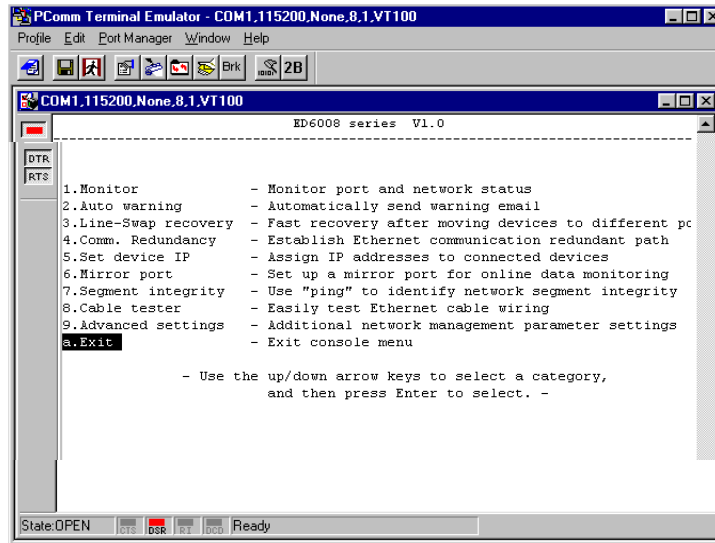 PComm Terminal Emulator - COM1,115200,None,8,1,VT100
Profile Edit Port Manager Window Help
Brk 2B
COM1,115200,None,8,1,VT100
ED6008 series V1.0
DTR
RTS
1.Monitor - Monitor port and network status
2.Auto warning - Automatically send warning email
3.Line-Swap recovery - Fast recovery after moving devices to different po
4.Comm. Redundancy - Establish Ethernet communication redundant path
5.Set device IP - Assign IP addresses to connected devices
6.Mirror port - Set up a mirror port for online data monitoring
7.Segment integrity - Use "ping" to identify network segment integrity
8.Cable tester - Easily test Ethernet cable wiring
9.Advanced settings - Additional network management parameter settings
a.Exit - Exit console menu
- Use the up/down arrow keys to select a category,
and then press Enter to select. -
State:OPEN CTS DSR RI DCD Ready